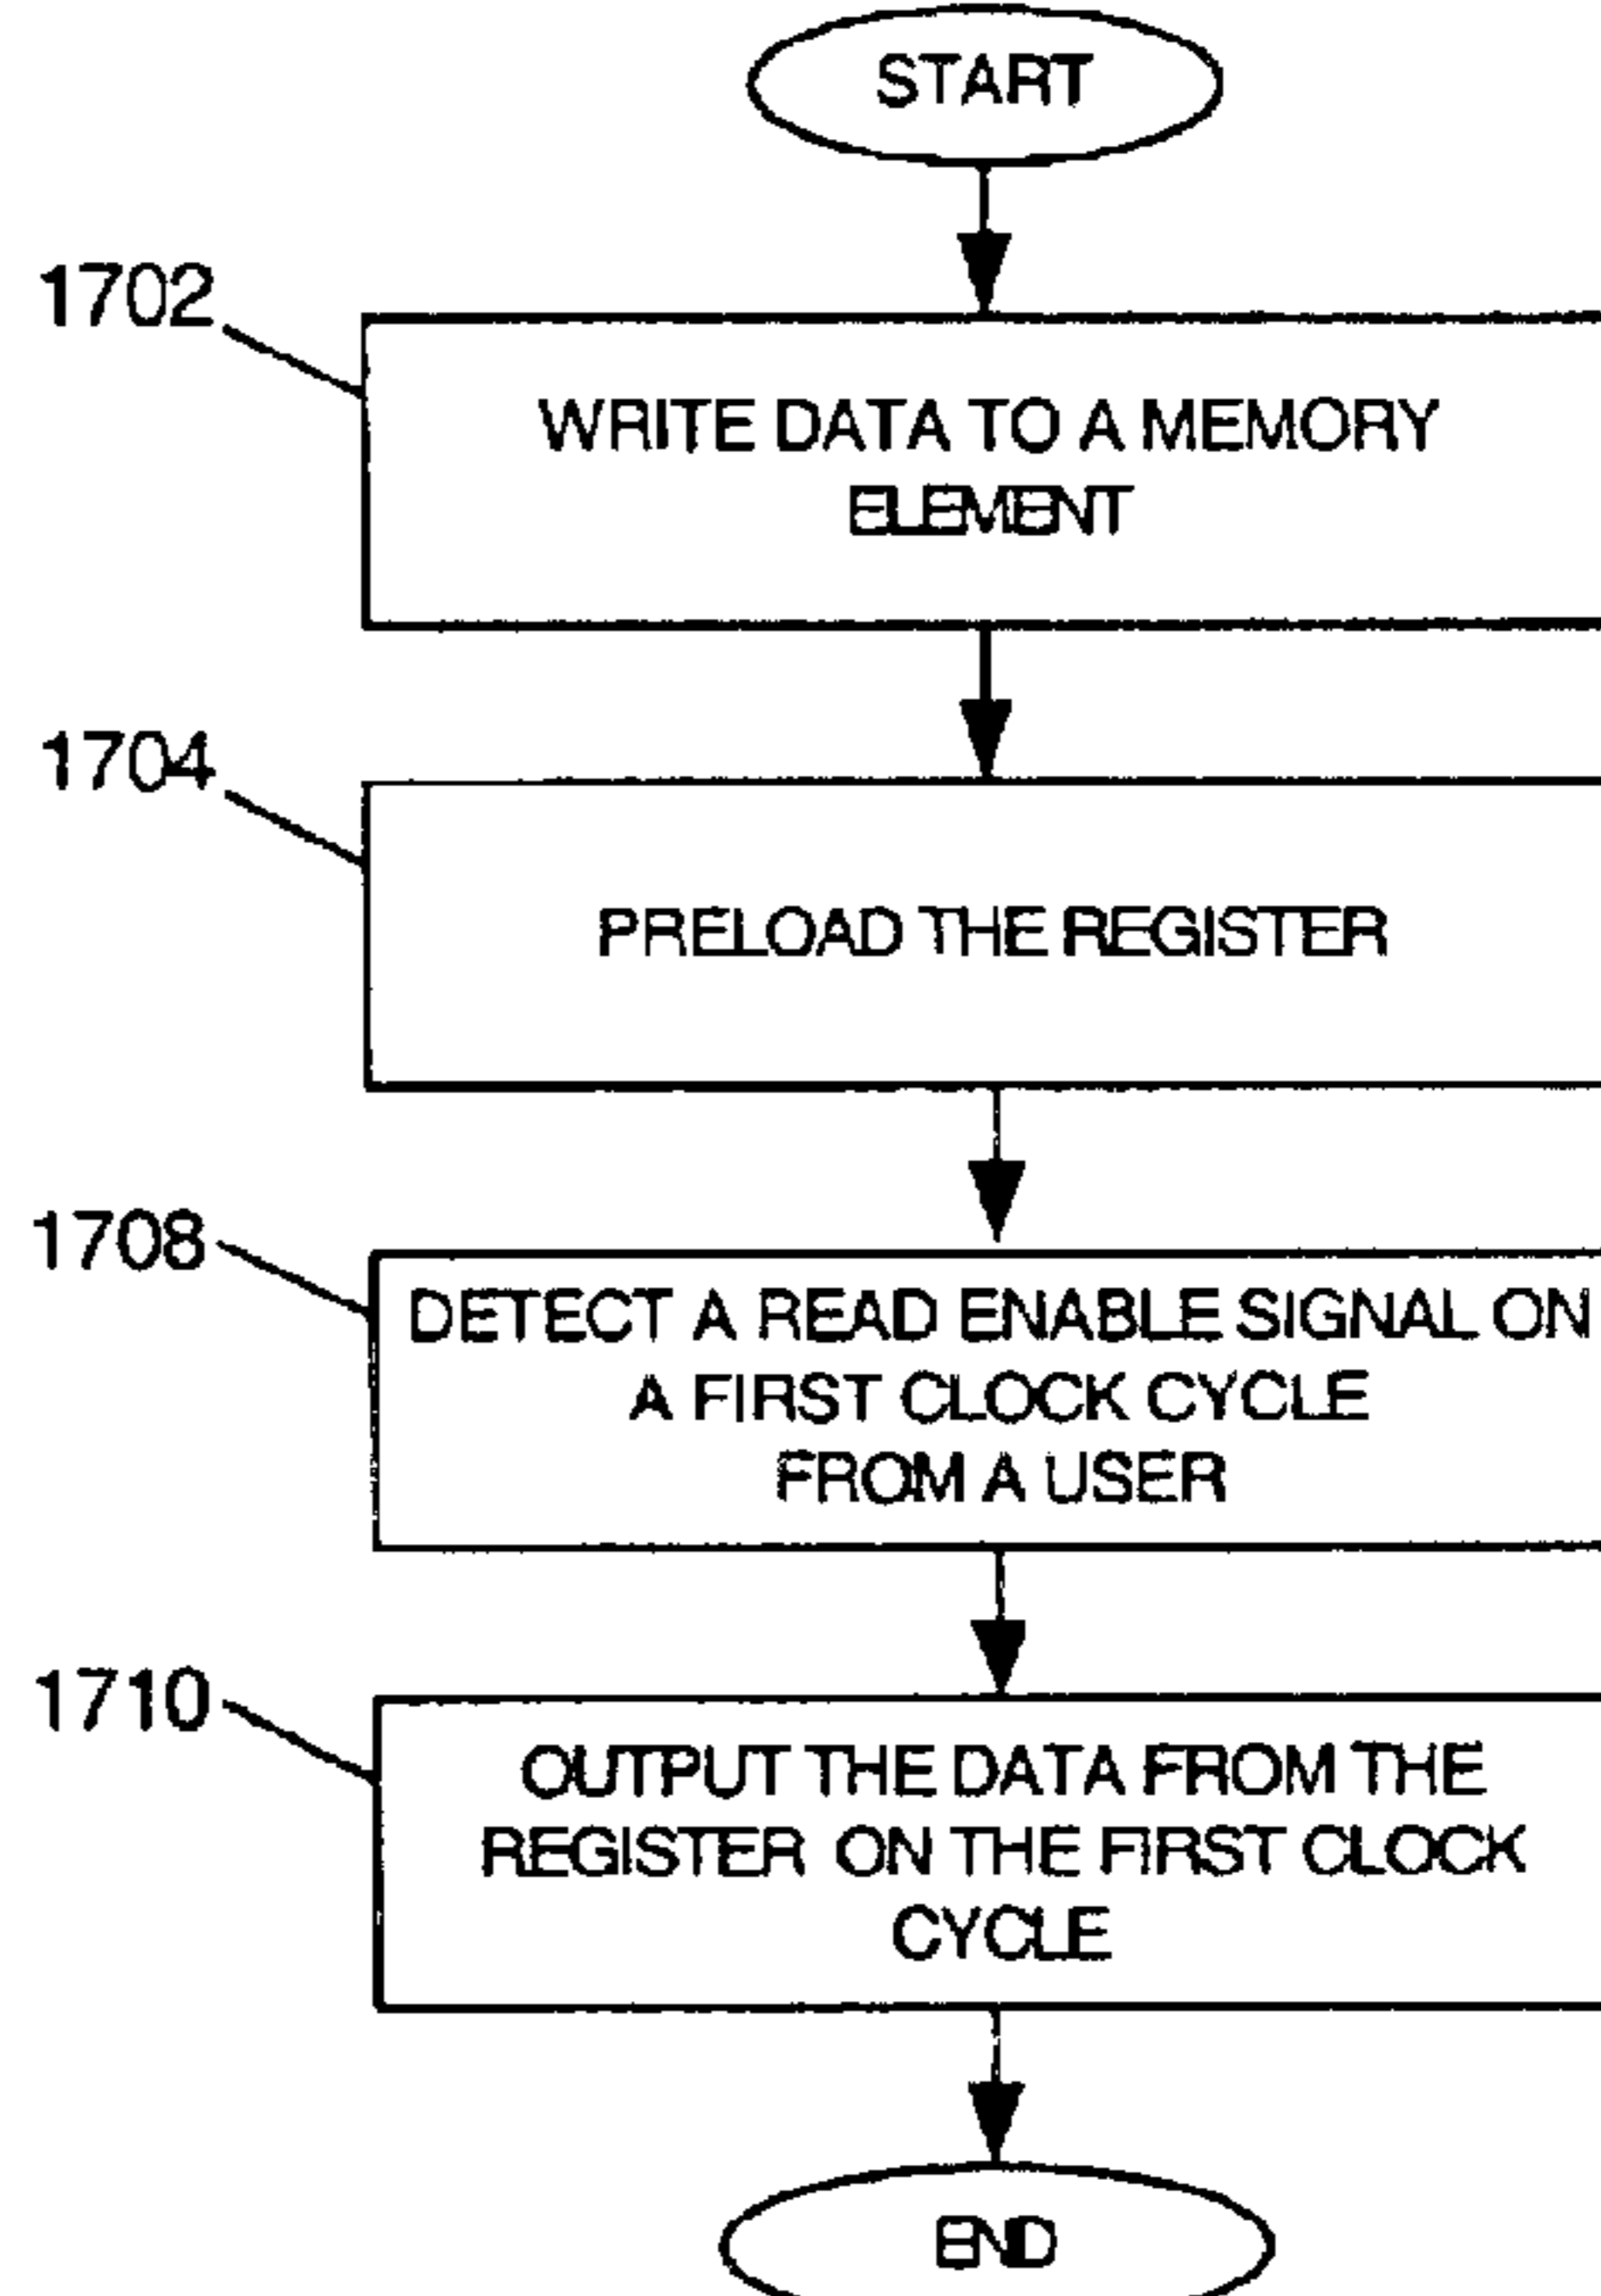 START
1702
WRITE DATA TO A MEMORY
ELEMENT
1704
PRELOAD THE REGISTER
1708
DETECT A READ ENABLE SIGNAL ON
A FIRST CLOCK CYCLE
FROM A USER
1710
OUTPUT THE DATA FROM THE
REGISTER ON THE FIRST CLOCK
CYCLE
END